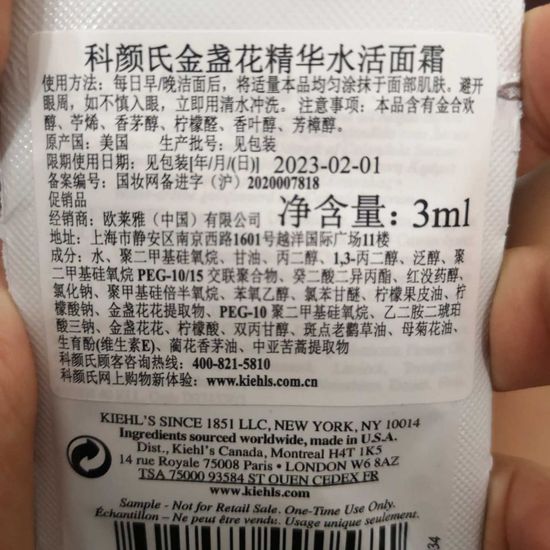 科颜氏金盏花精华水活面霜
使用方法：每日早/晚洁面后，将适量本品均匀涂抹于面部肌肤。避开
眼周，如不慎入眼，立即用清水冲洗。 注意事项：本品含有金合欢
醇、苧烯、香茅醇、柠檬醛、香叶醇、芳樟醇。
原产国：美国 生产批号：见包装
限期使用日期：见包装[年/月/(日)] 2023-02-01
备案编号：国妆网备进字（沪）2020007818
促销品
经销商：欧莱雅（中国）有限公司 净含量：3ml
地址：上海市静安区南京西路1601号越洋国际广场11楼
成分：水、聚二甲基硅氧烷、甘油、丙二醇、1,3-丙二醇、泛醇、聚
二甲基硅氧烷 PEG-10/15 交联聚合物、癸二酸二异丙酯、红没药醇、
氯化钠、聚甲基硅倍半氧烷、苯氧乙醇、氯苯甘醚、柠檬果皮油、柠
檬酸钠、金盏花花提取物、PEG-10 聚二甲基硅氧烷、乙二胺二琥珀
酸三钠、金盏花花、柠檬酸、双丙甘醇、斑点老鹳草油、母菊花油、
生育酚(维生素E)、蘜花香茅油、中亚苦蒿提取物
科颜氏顾客咨询热线：400-821-5810
科颜氏网上购物新体验：www.kiehls.com.cn
KIEHL'S SINCE 1851 LLC, NEW YORK, NY 10014
Ingredients sourced worldwide, made in U.S.A.
Dist., Kiehl's Canada, Montreal H4T 1K5
14 rue Royale 75008 Paris • LONDON W6 8AZ
TSA 75000 93584 ST OUEN CEDEX FR
www.kiehls.com
Sample - Not for Retail Sale. One-Time Use Only.
Échantillon – Ne peut être vendu. Usage unique seulement.
34